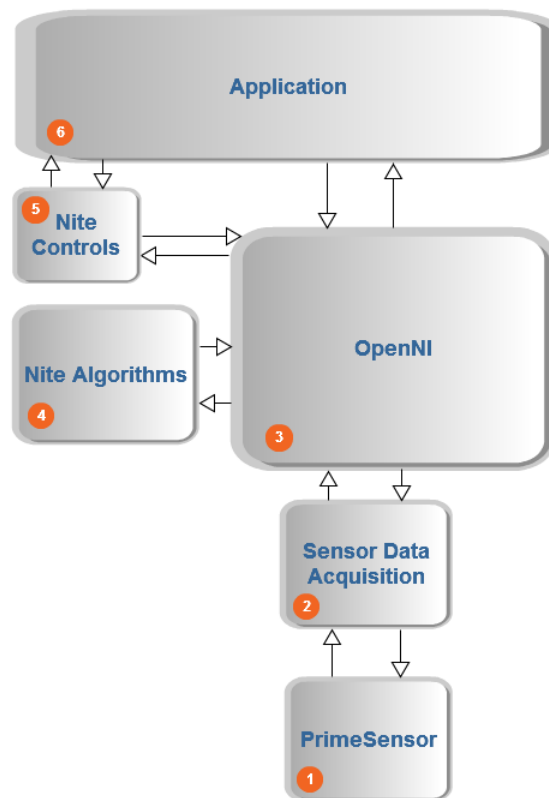 Application
6
5
Nite
Controls
OpenNI
Nite Algorithms
4
3
Sensor Data
Acquisition
2
PrimeSensor
1